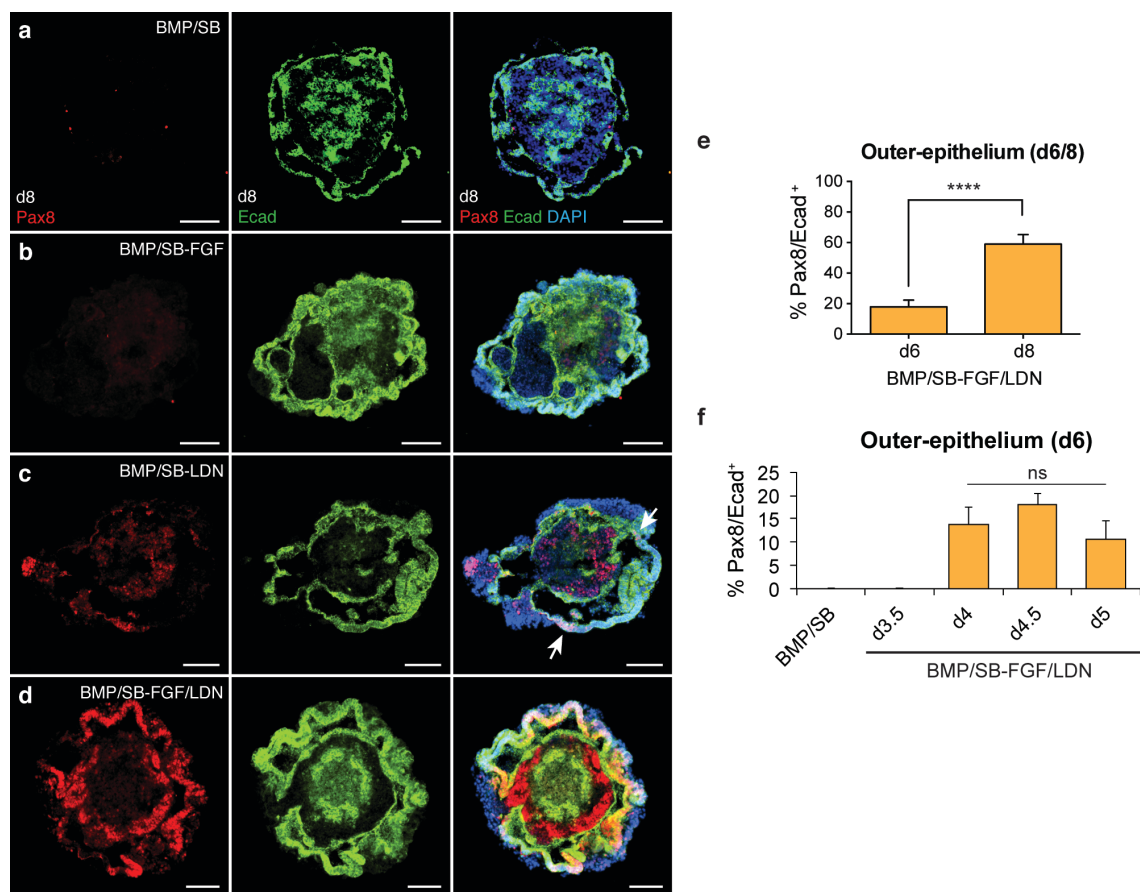 a
BMP/SB
d8
Pax8
d8
Ecad
Pax8 Ecad DAPI
b
BMP/SB-FGF
c
BMP/SB-LDN
d
BMP/SB-FGF/LDN
e
Outer-epithelium (d6/8)
% Pax8/Ecad⁺
100
80
60
40
20
0
****
d6
d8
BMP/SB-FGF/LDN
f
Outer-epithelium (d6)
% Pax8/Ecad⁺
25
20
15
10
5
0
ns
BMP/SB
d3.5
d4
d4.5
d5
BMP/SB-FGF/LDN